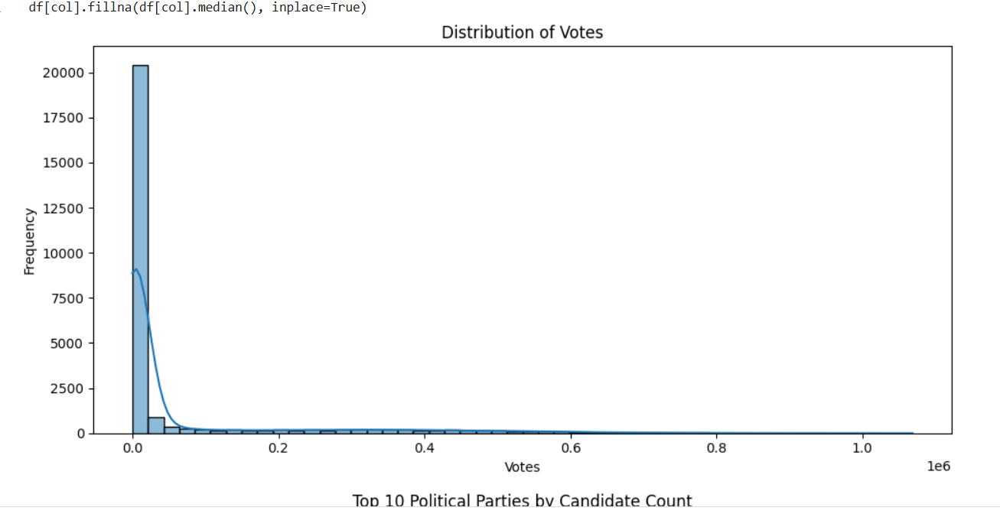 df[col].fillna(df[col].median(), inplace=True)
Distribution of Votes
20000
17500
15000
12500
10000
7500
5000
2500
0
Frequency
0.0 0.2 0.4 0.6 0.8 1.0
1e6
Votes
Top 10 Political Parties by Candidate Count